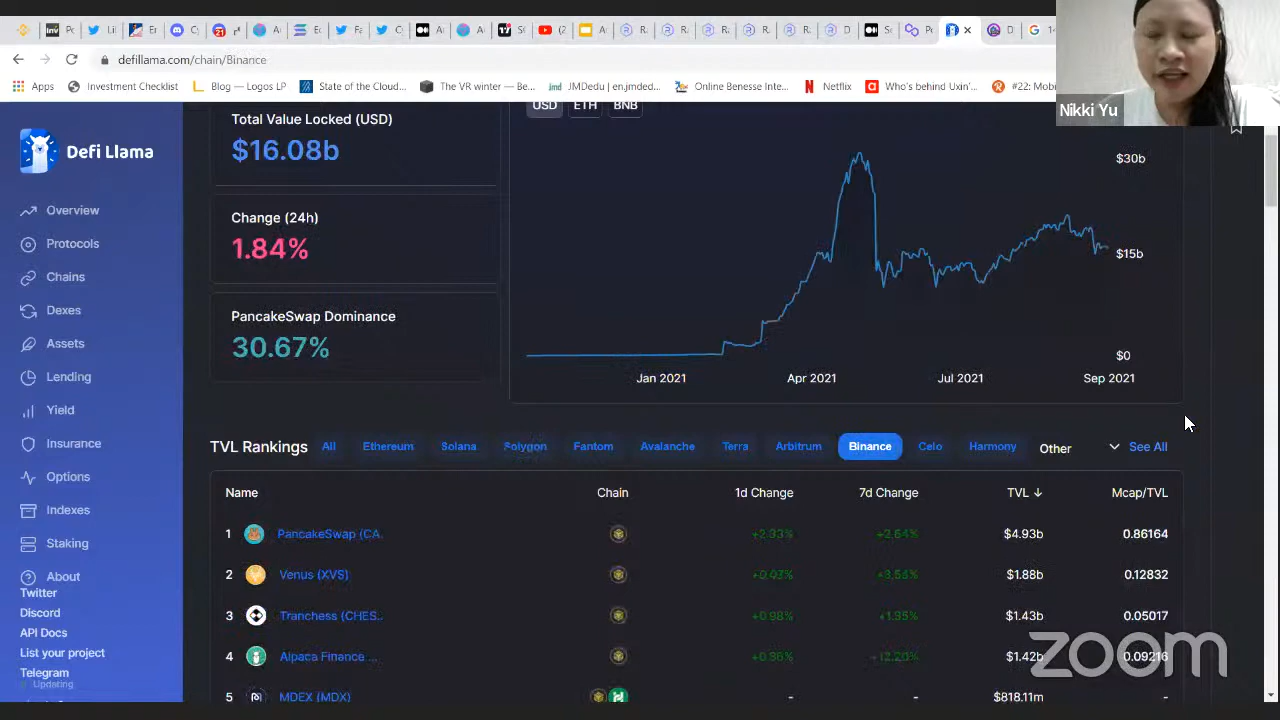 defillama.com/chain/Binance
Apps
Investment Checklist
Blog — Logos LP
State of the Cloud...
The VR winter — Be...
JMDedu | en.jmded...
Online Benesse Inte...
Netflix
Who's behind Uxin'...
Nikki Yu
Defi Llama
Overview
Protocols
Chains
Dexes
Assets
Lending
Yield
Insurance
Options
Indexes
Staking
About
Twitter
Discord
API Docs
List your project
Telegram
Updating
Total Value Locked (USD)
$16.08b
Change (24h)
1.84%
PancakeSwap Dominance
30.67%
USD ETH BNB
$30b
$15b
$0
Jan 2021 Apr 2021 Jul 2021 Sep 2021
TVL Rankings All Ethereum Solana Polygon Fantom Avalanche Terra Arbitrum Binance Celo Harmony Other See All
Name Chain 1d Change 7d Change TVL ↓ Mcap/TVL
1 PancakeSwap (CA. $4.93b 0.86164
2 Venus (XVS) $1.88b 0.12832
3 Tranchess (CHES.. $1.43b 0.05017
4 Alpaca Finance ... $1.42b 0.09216
5 MDEX (MDX) - - $818.11m -
zoom